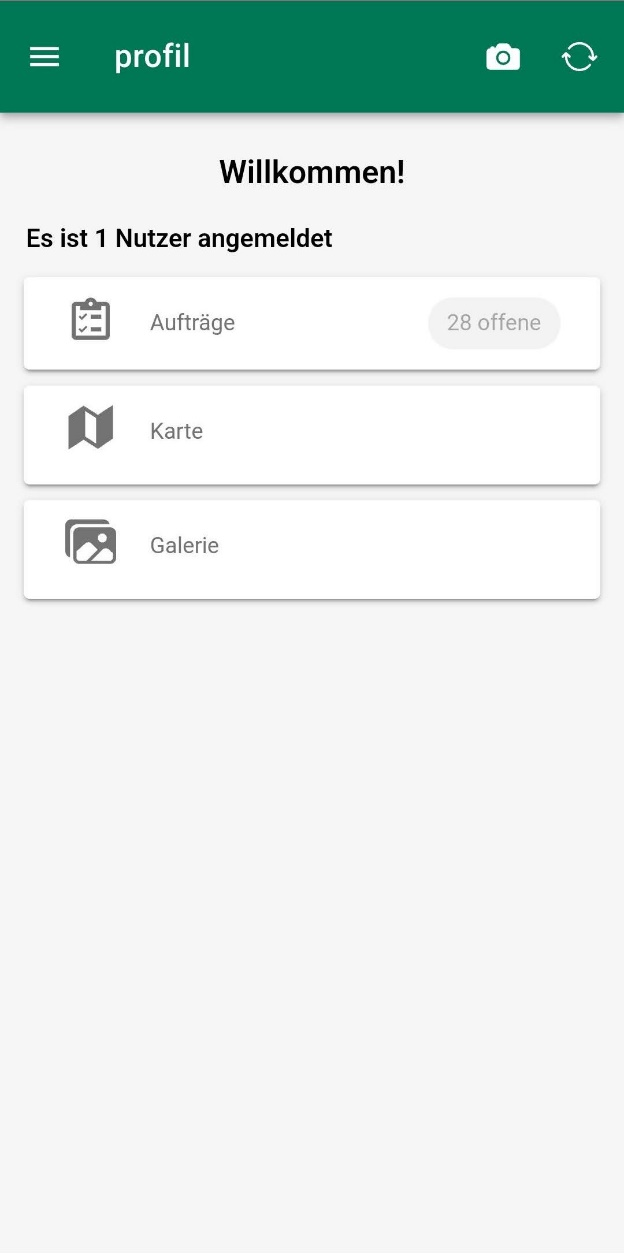 profil
Willkommen!
Es ist 1 Nutzer angemeldet
Aufträge 28 offene
Karte
Galerie